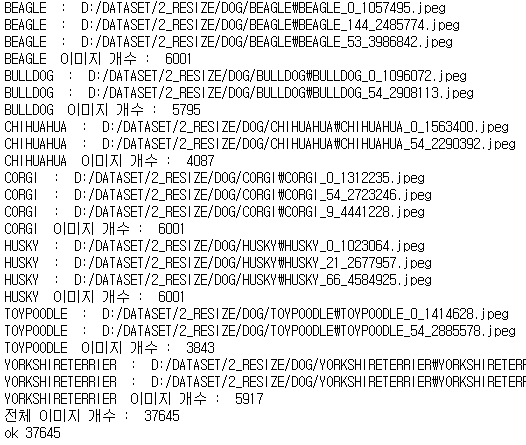 BEAGLE  :  D:/DATASET/2_RESIZE/DOG/BEAGLE₩BEAGLE_0_1057495.jpeg
BEAGLE  :  D:/DATASET/2_RESIZE/DOG/BEAGLE₩BEAGLE_144_2485774.jpeg
BEAGLE  :  D:/DATASET/2_RESIZE/DOG/BEAGLE₩BEAGLE_53_3986842.jpeg
BEAGLE 이미지 개수 :  6001
BULLDOG  :  D:/DATASET/2_RESIZE/DOG/BULLDOG₩BULLDOG_0_1096072.jpeg
BULLDOG  :  D:/DATASET/2_RESIZE/DOG/BULLDOG₩BULLDOG_54_2908113.jpeg
BULLDOG 이미지 개수 :  5795
CHIHUAHUA  :  D:/DATASET/2_RESIZE/DOG/CHIHUAHUA₩CHIHUAHUA_0_1563400.jpeg
CHIHUAHUA  :  D:/DATASET/2_RESIZE/DOG/CHIHUAHUA₩CHIHUAHUA_54_2290392.jpeg
CHIHUAHUA 이미지 개수 :  4087
CORGI  :  D:/DATASET/2_RESIZE/DOG/CORGI₩CORGI_0_1312235.jpeg
CORGI  :  D:/DATASET/2_RESIZE/DOG/CORGI₩CORGI_54_2723246.jpeg
CORGI  :  D:/DATASET/2_RESIZE/DOG/CORGI₩CORGI_9_4441228.jpeg
CORGI 이미지 개수 :  6001
HUSKY  :  D:/DATASET/2_RESIZE/DOG/HUSKY₩HUSKY_0_1023064.jpeg
HUSKY  :  D:/DATASET/2_RESIZE/DOG/HUSKY₩HUSKY_21_2677957.jpeg
HUSKY  :  D:/DATASET/2_RESIZE/DOG/HUSKY₩HUSKY_66_4584925.jpeg
HUSKY 이미지 개수 :  6001
TOYPOODLE  :  D:/DATASET/2_RESIZE/DOG/TOYPOODLE₩TOYPOODLE_0_1414628.jpeg
TOYPOODLE  :  D:/DATASET/2_RESIZE/DOG/TOYPOODLE₩TOYPOODLE_54_2885578.jpeg
TOYPOODLE 이미지 개수 :  3843
YORKSHIRETERRIER  :  D:/DATASET/2_RESIZE/DOG/YORKSHIRETERRIER₩YORKSHIRETERR
YORKSHIRETERRIER  :  D:/DATASET/2_RESIZE/DOG/YORKSHIRETERRIER₩YORKSHIRETERR
YORKSHIRETERRIER 이미지 개수 :  5917
전체 이미지 개수 :  37645
ok 37645